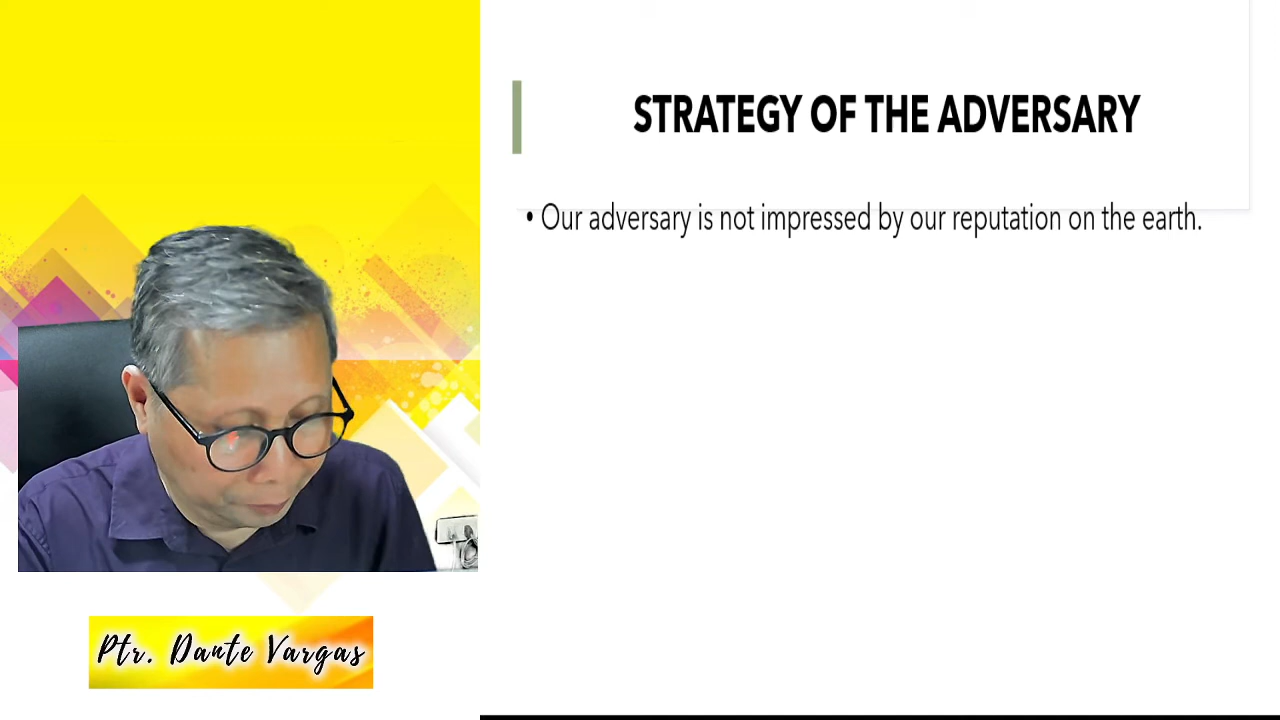 STRATEGY OF THE ADVERSARY
• Our adversary is not impressed by our reputation on the earth.
Ptr. Dante Vargas